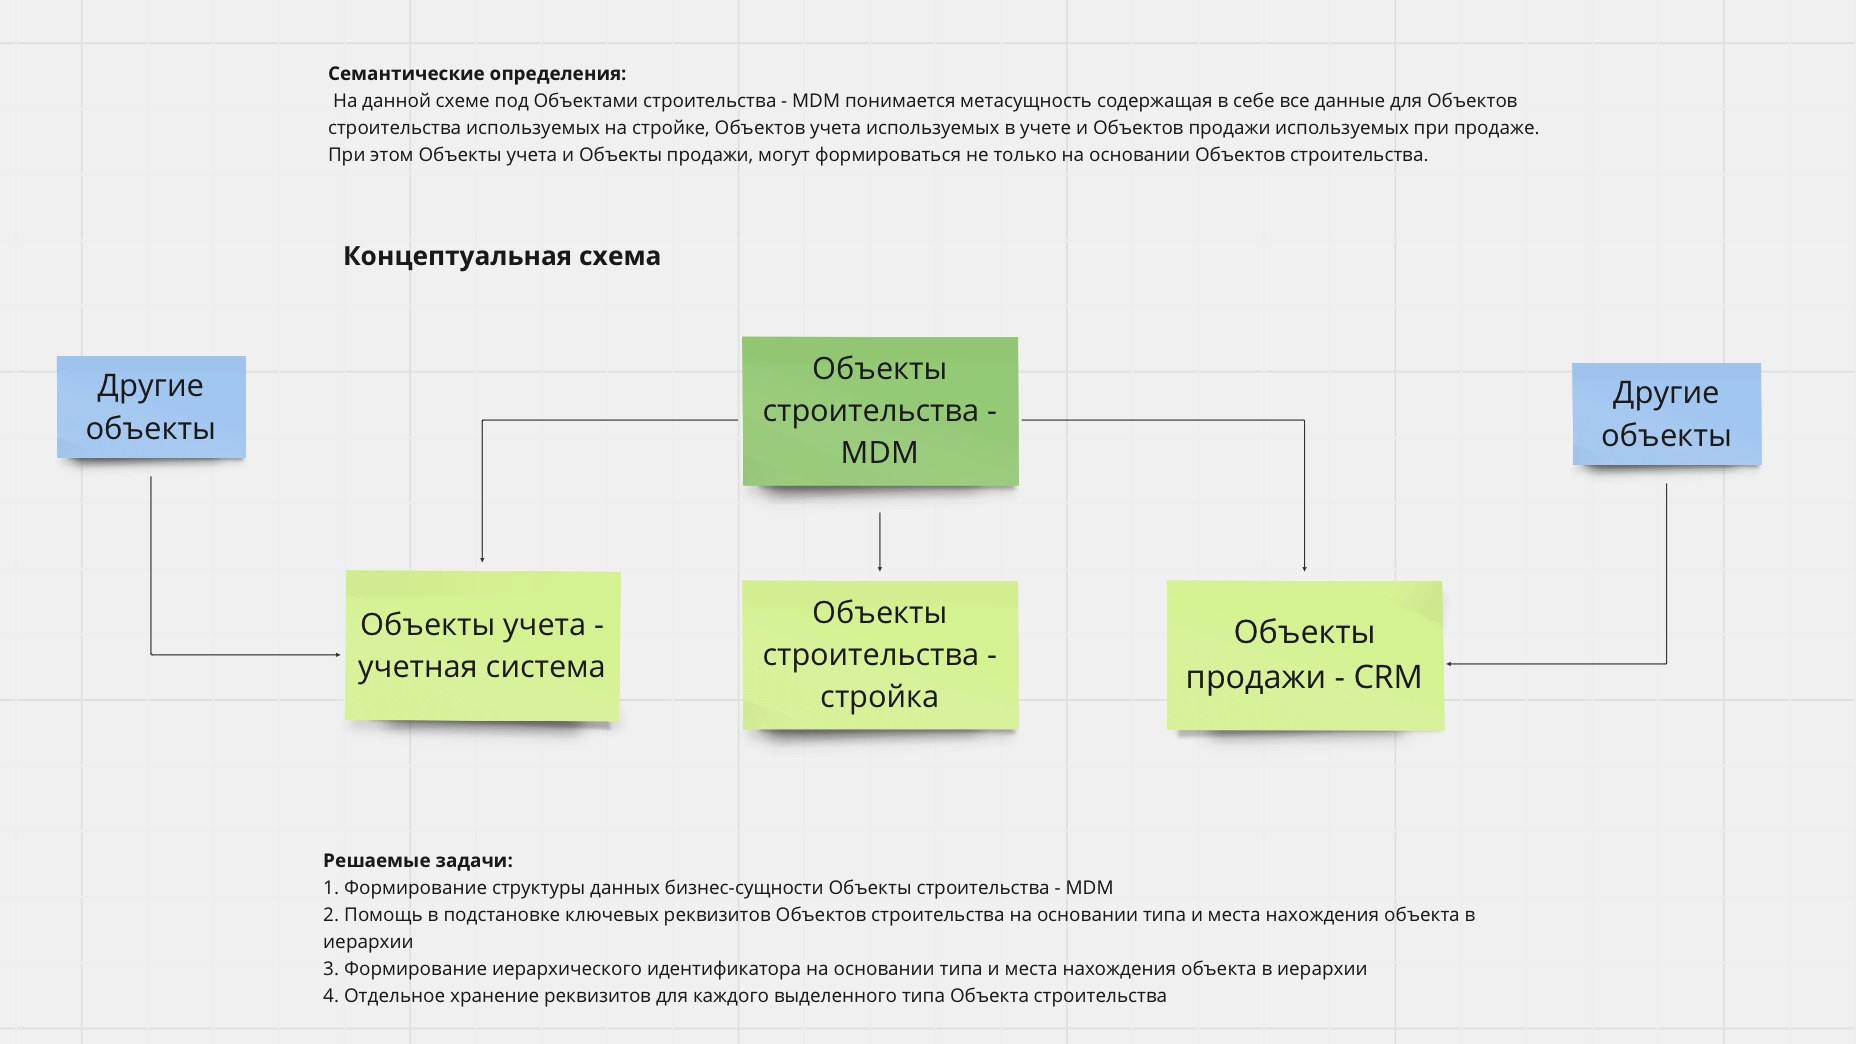 Семантические определения:
На данной схеме под Объектами строительства - MDM понимается метасущность содержащая в себе все данные для Объектов
строительства используемых на стройке, Объектов учета используемых в учете и Объектов продажи используемых при продаже.
При этом Объекты учета и Объекты продажи, могут формироваться не только на основании Объектов строительства.
Концептуальная схема
Другие
объекты
Объекты
строительства -
MDM
Другие
объекты
Объекты учета -
учетная система
Объекты
строительства -
стройка
Объекты
продажи - CRM
Решаемые задачи:
1. Формирование структуры данных бизнес-сущности Объекты строительства - MDM
2. Помощь в подстановке ключевых реквизитов Объектов строительства на основании типа и места нахождения объекта в
иерархии
3. Формирование иерархического идентификатора на основании типа и места нахождения объекта в иерархии
4. Отдельное хранение реквизитов для каждого выделенного типа Объекта строительства